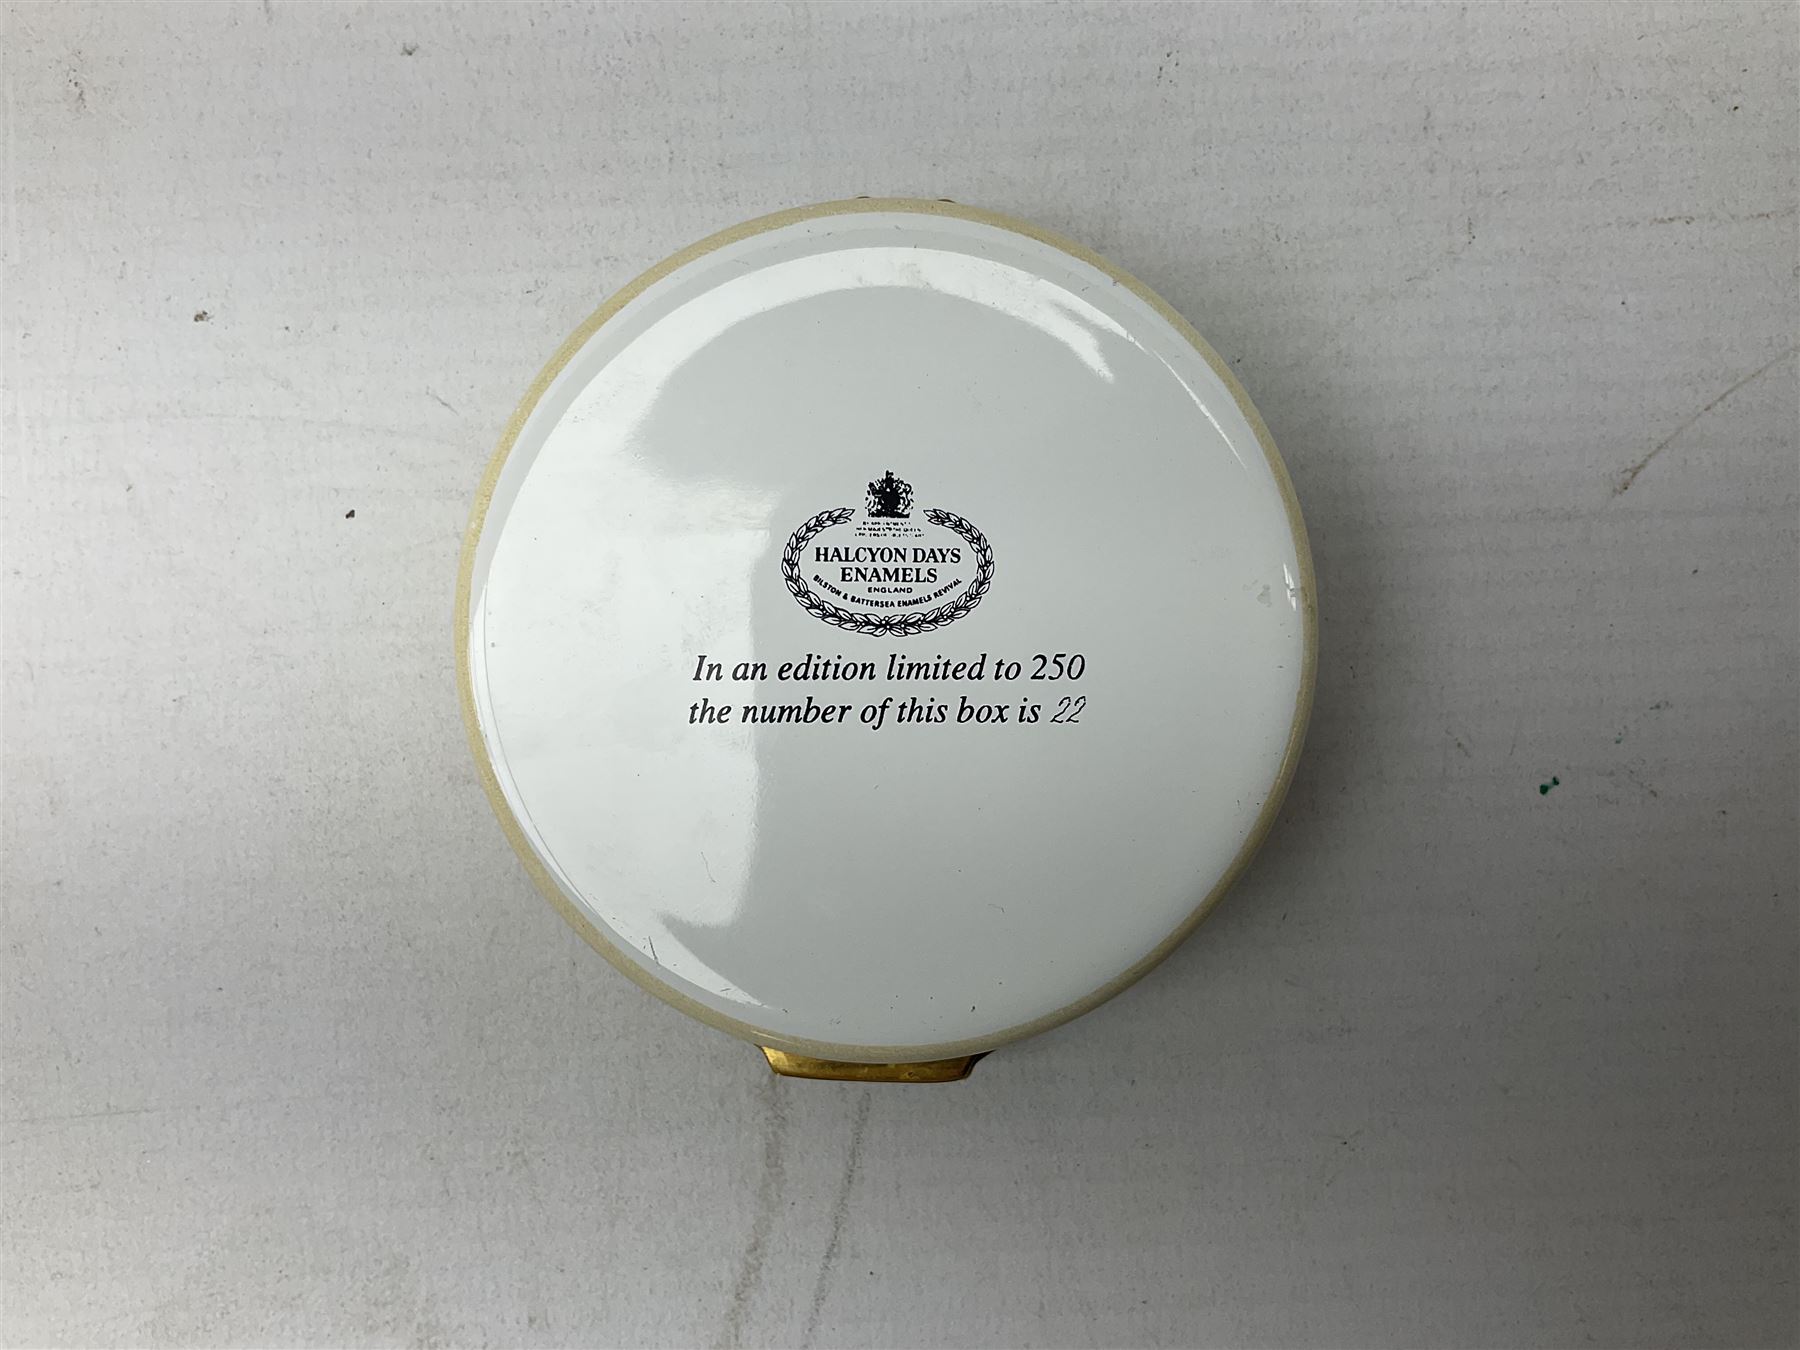 HALCYON DAYS
ENAMELS
ENGLAND
BILSTON & BATTERSEA ENAMELS REVIVAL
In an edition limited to 250
the number of this box is 22